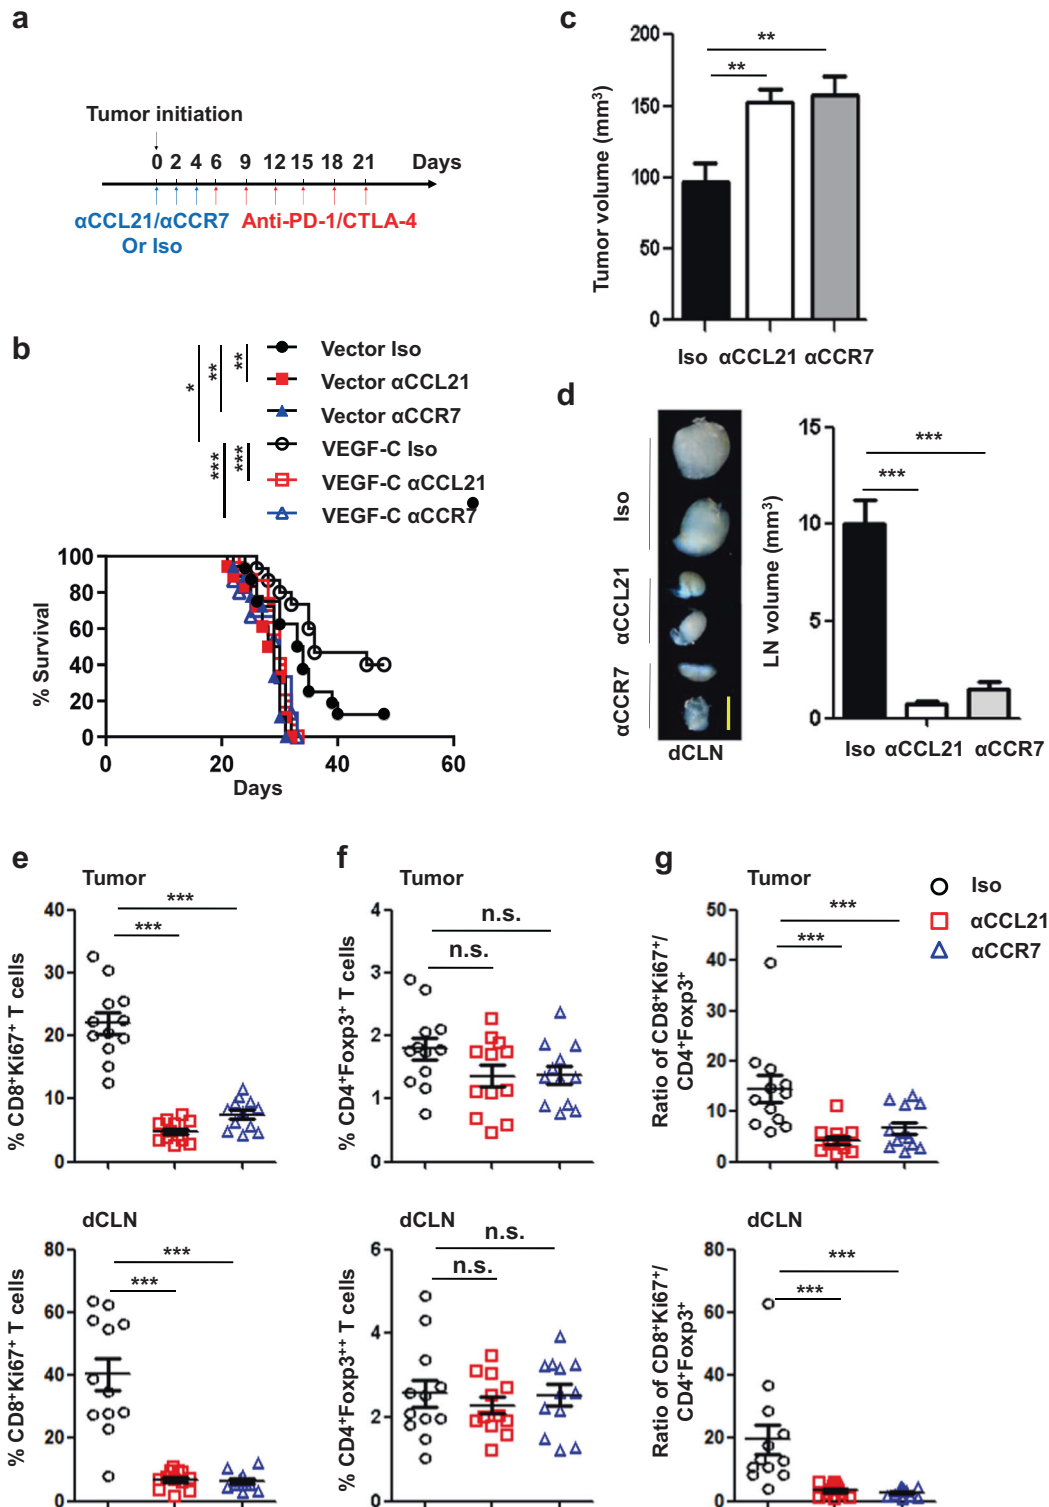 a
Tumor initiation
0 2 4 6 9 12 15 18 21 Days
αCCL21/αCCR7 Anti-PD-1/CTLA-4
Or Iso
b
* ** **
*** ***
Vector Iso
Vector αCCL21
Vector αCCR7
VEGF-C Iso
VEGF-C αCCL21
VEGF-C αCCR7
% Survival
100
80
60
40
20
0
0 20 40 60
Days
c
Tumor volume (mm³)
200
150
100
50
0
**
**
Iso αCCL21 αCCR7
d
Iso
αCCL21
αCCR7
dCLN
LN volume (mm³)
15
10
5
0
***
***
Iso αCCL21 αCCR7
e
Tumor
% CD8⁺Ki67⁺ T cells
40
30
20
10
0
***
***
dCLN
% CD8⁺Ki67⁺ T cells
80
60
40
20
0
***
***
f
Tumor
% CD4⁺Foxp3⁺ T cells
4
3
2
1
0
n.s.
n.s.
dCLN
% CD4⁺Foxp3⁺⁺ T cells
6
4
2
0
n.s.
n.s.
g
Tumor
Ratio of CD8⁺Ki67⁺/
CD4⁺Foxp3⁺
50
40
30
20
10
0
***
***
Iso
αCCL21
αCCR7
dCLN
Ratio of CD8⁺Ki67⁺/
CD4⁺Foxp3⁺
80
60
40
20
0
***
***